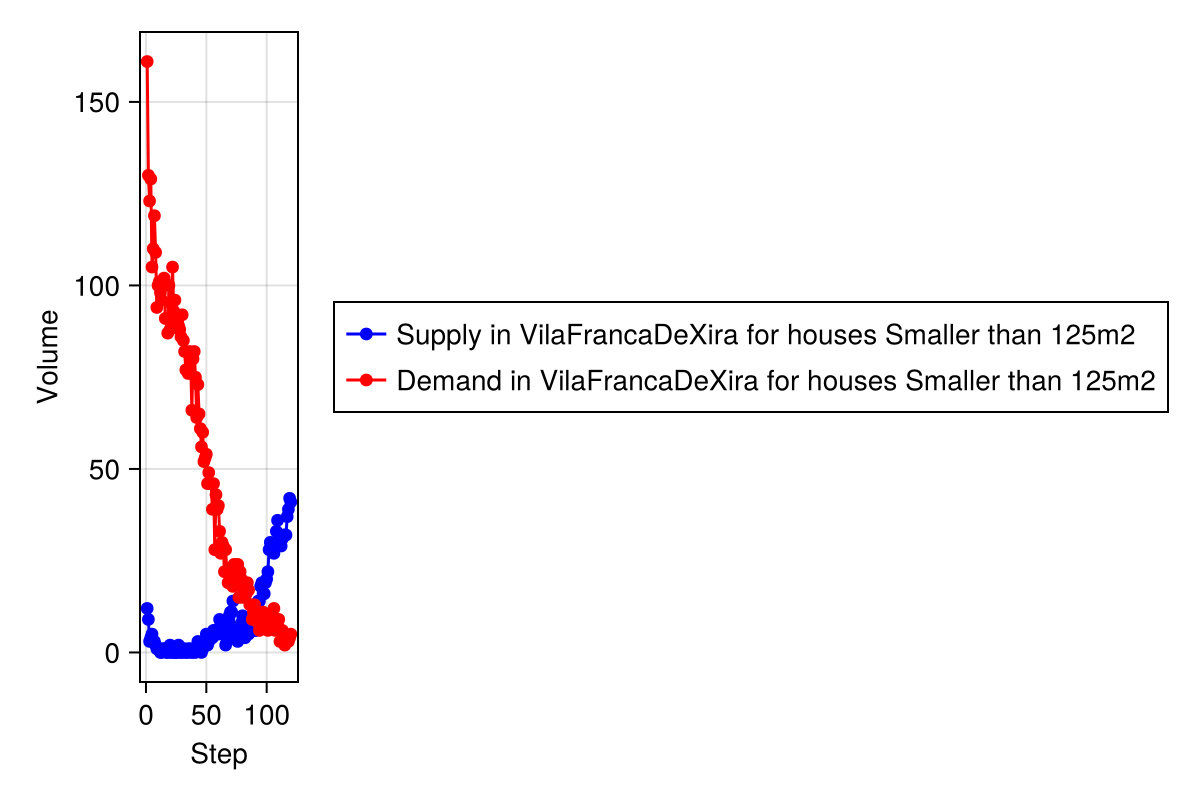 150
100
50
0
Volume
0 50 100
Step
Supply in VilaFrancaDeXira for houses Smaller than 125m2
Demand in VilaFrancaDeXira for houses Smaller than 125m2